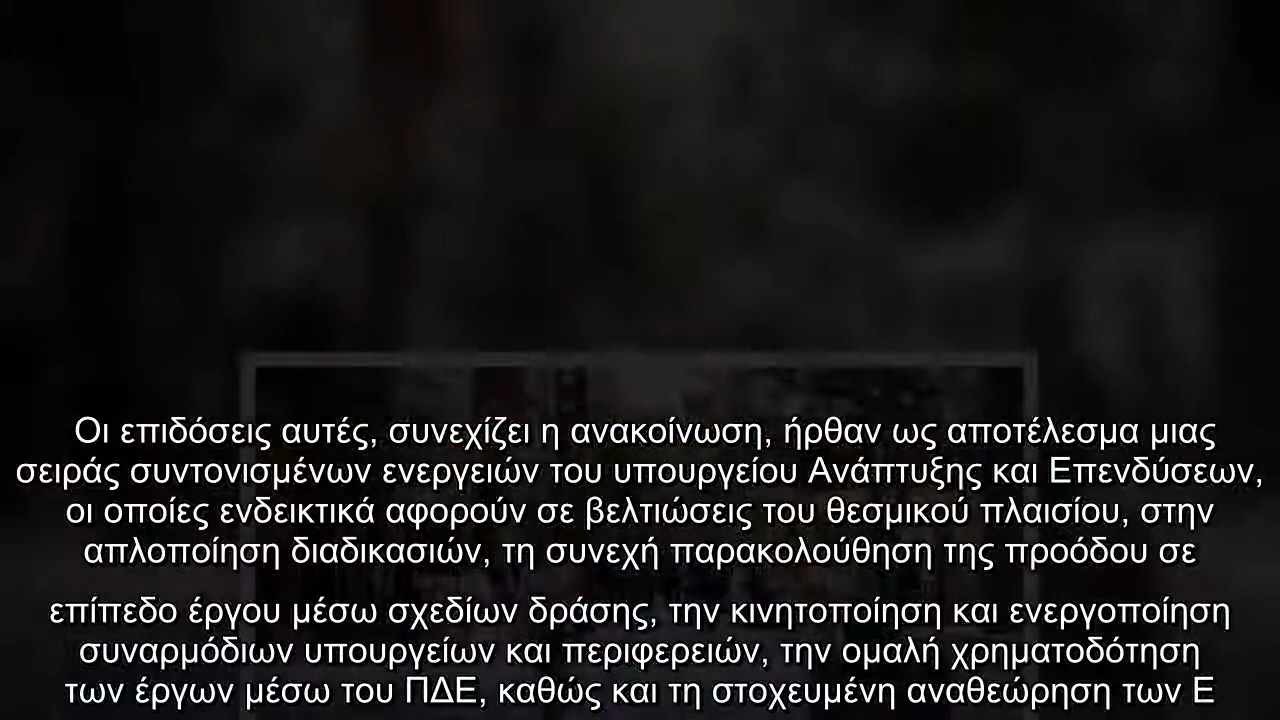 Οι επιδόσεις αυτές, συνεχίζει η ανακοίνωση, ήρθαν ως αποτέλεσμα μιας
σειράς συντονισμένων ενεργειών του υπουργείου Ανάπτυξης και Επενδύσεων,
οι οποίες ενδεικτικά αφορούν σε βελτιώσεις του θεσμικού πλαισίου, στην
απλοποίηση διαδικασιών, τη συνεχή παρακολούθηση της προόδου σε
επίπεδο έργου μέσω σχεδίων δράσης, την κινητοποίηση και ενεργοποίηση
συναρμόδιων υπουργείων και περιφερειών, την ομαλή χρηματοδότηση
των έργων μέσω του ΠΔΕ, καθώς και τη στοχευμένη αναθεώρηση των Ε